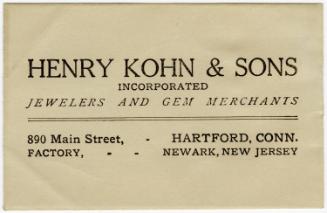 HENRY KOHN & SONS
INCORPORATED
JEWELERS AND GEM MERCHANTS
890 Main Street, - HARTFORD, CONN.
FACTORY, - - NEWARK, NEW JERSEY